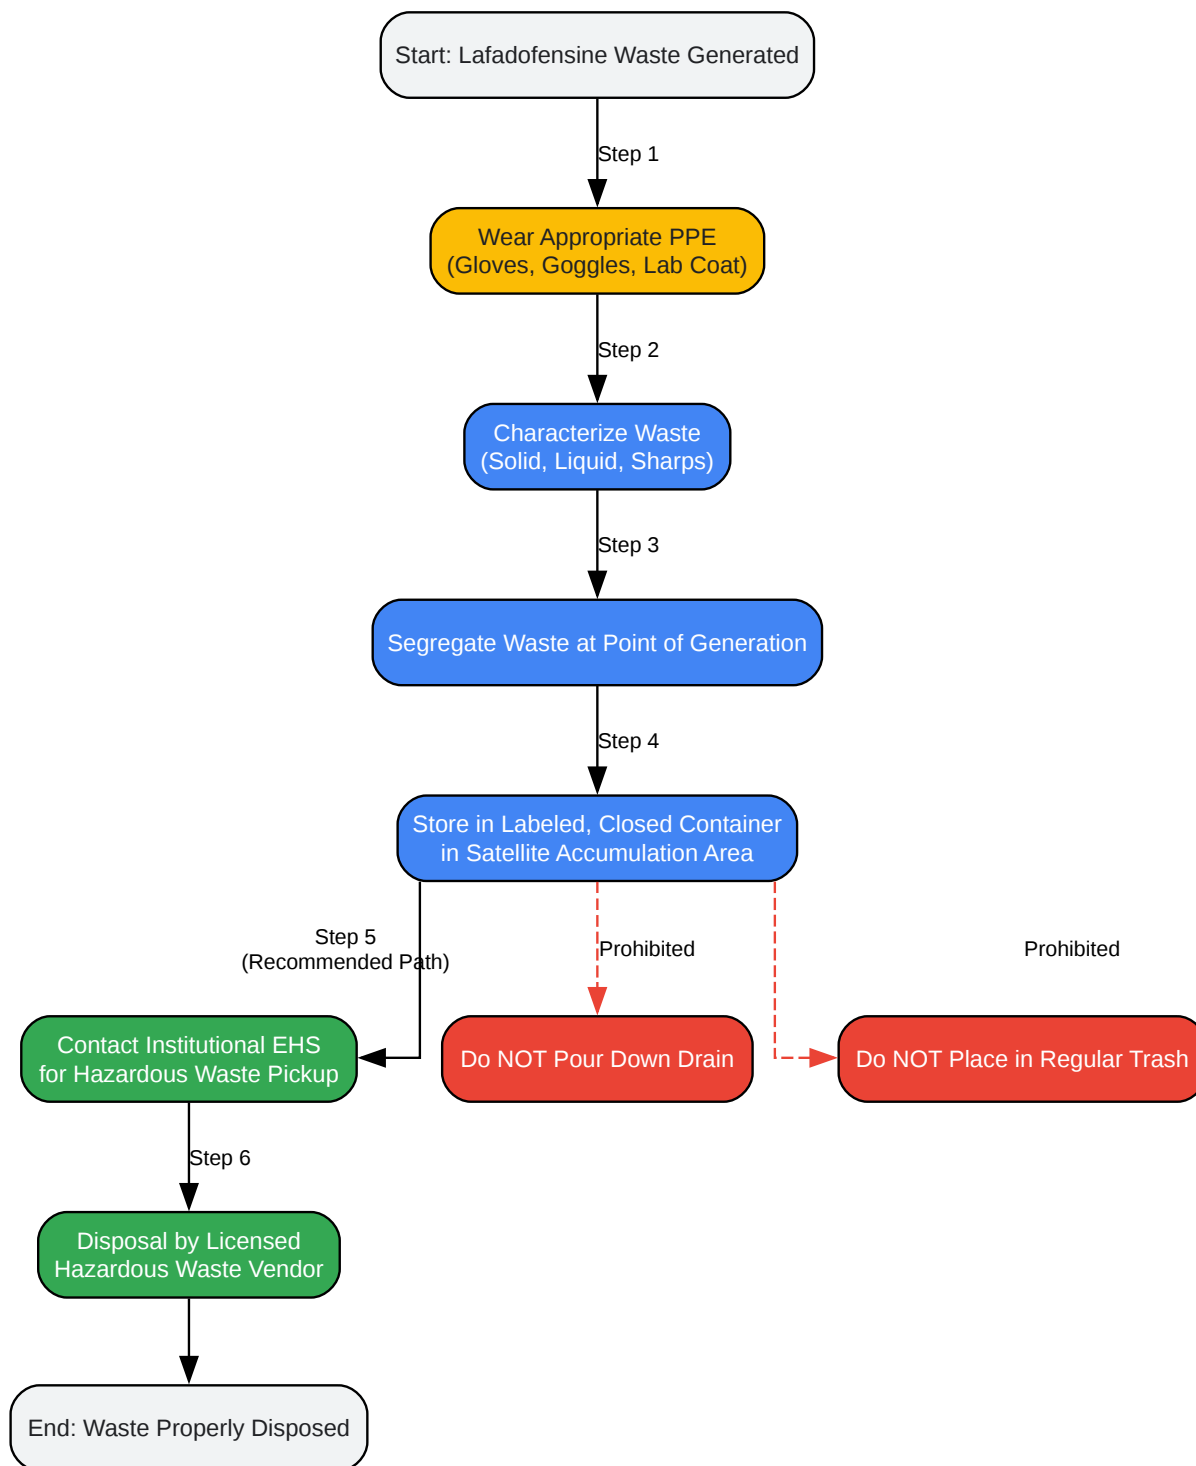 Start: Lafadofensine Waste Generated
Step 1
Wear Appropriate PPE
(Gloves, Goggles, Lab Coat)
Step 2
Characterize Waste
(Solid, Liquid, Sharps)
Step 3
Segregate Waste at Point of Generation
Step 4
Store in Labeled, Closed Container
in Satellite Accumulation Area
Step 5
(Recommended Path)
Prohibited
Prohibited
Contact Institutional EHS
for Hazardous Waste Pickup
Do NOT Pour Down Drain
Do NOT Place in Regular Trash
Step 6
Disposal by Licensed
Hazardous Waste Vendor
End: Waste Properly Disposed